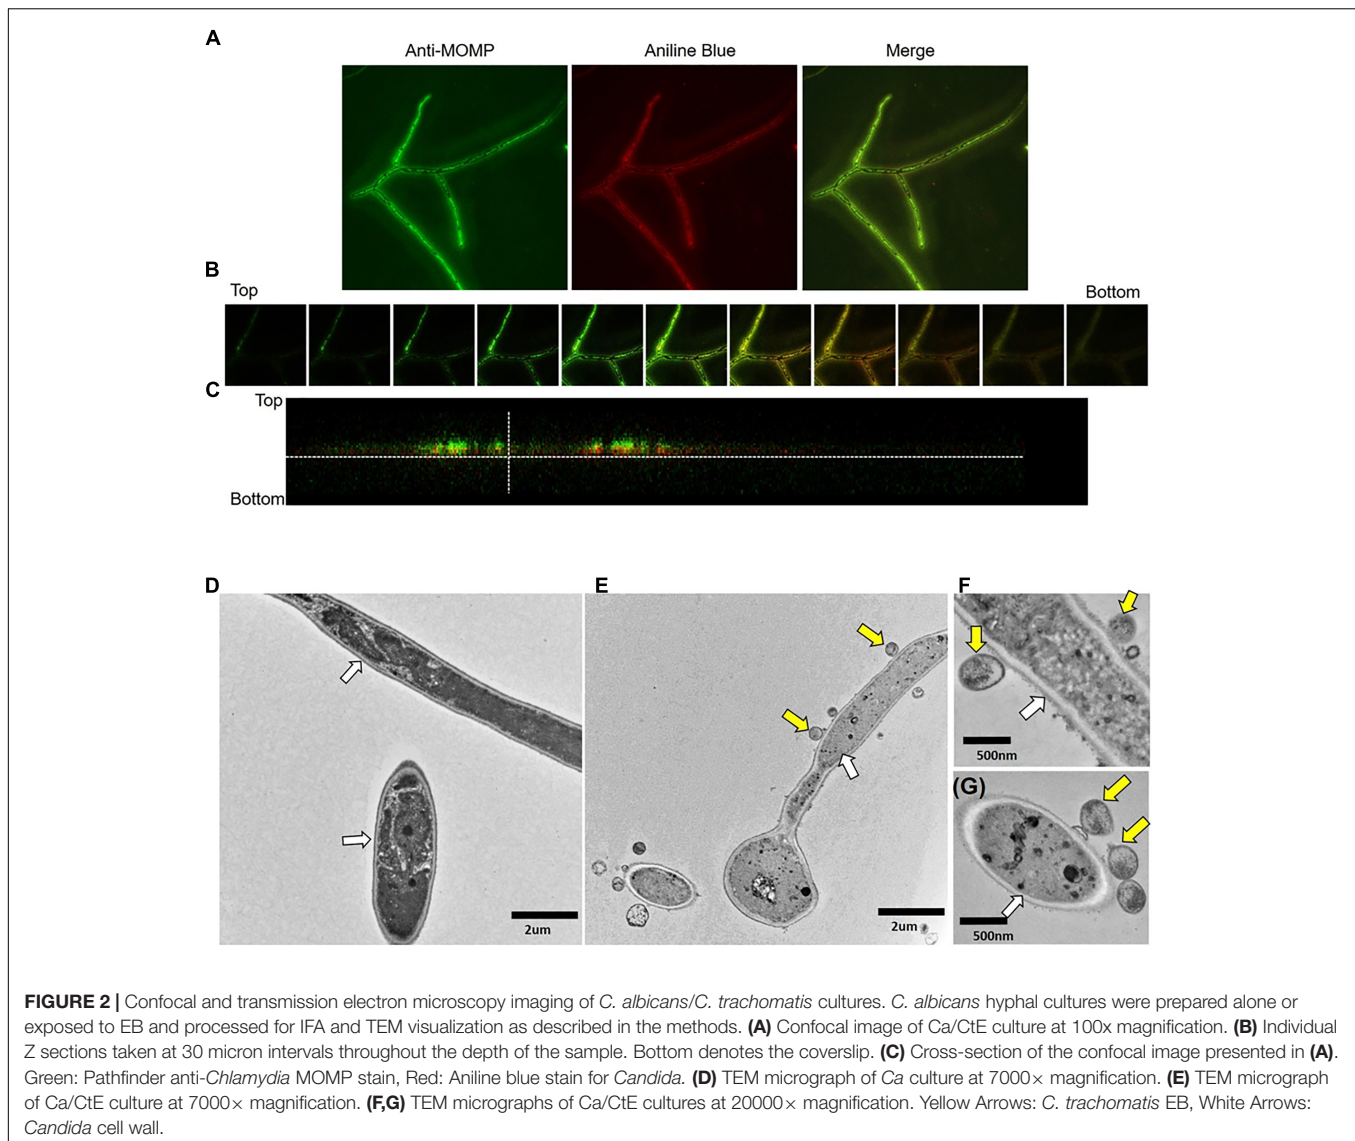 A
Anti-MOMP Aniline Blue Merge
B
Top Bottom
C
Top
Bottom
D E F
500nm
(G)
2um 2um 500nm
FIGURE 2 | Confocal and transmission electron microscopy imaging of C. albicans/C. trachomatis cultures. C. albicans hyphal cultures were prepared alone or
exposed to EB and processed for IFA and TEM visualization as described in the methods. (A) Confocal image of Ca/CtE culture at 100x magnification. (B) Individual
Z sections taken at 30 micron intervals throughout the depth of the sample. Bottom denotes the coverslip. (C) Cross-section of the confocal image presented in (A).
Green: Pathfinder anti-Chlamydia MOMP stain, Red: Aniline blue stain for Candida. (D) TEM micrograph of Ca culture at 7000× magnification. (E) TEM micrograph
of Ca/CtE culture at 7000× magnification. (F,G) TEM micrographs of Ca/CtE cultures at 20000× magnification. Yellow Arrows: C. trachomatis EB, White Arrows:
Candida cell wall.